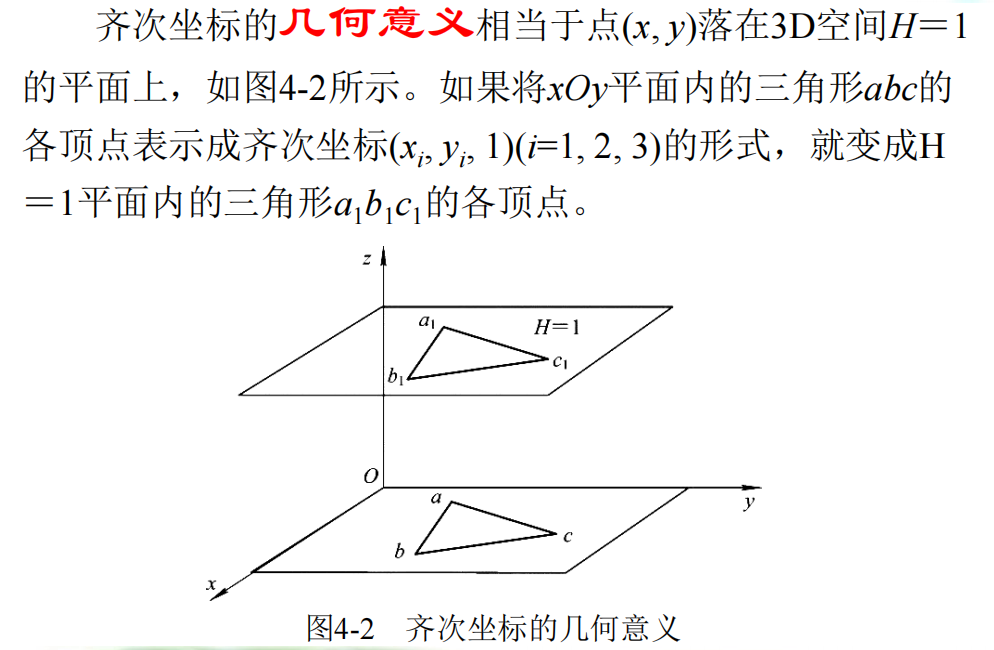 齐次坐标的几何意义相当于点(x, y)落在3D空间H＝1
的平面上，如图4-2所示。如果将xOy平面内的三角形abc的
各顶点表示成齐次坐标(xi, yi, 1)(i=1, 2, 3)的形式，就变成H
＝1平面内的三角形a1b1c1的各顶点。
z
a1
H＝1
c1
b1
O
a
y
c
b
x
图4-2 齐次坐标的几何意义